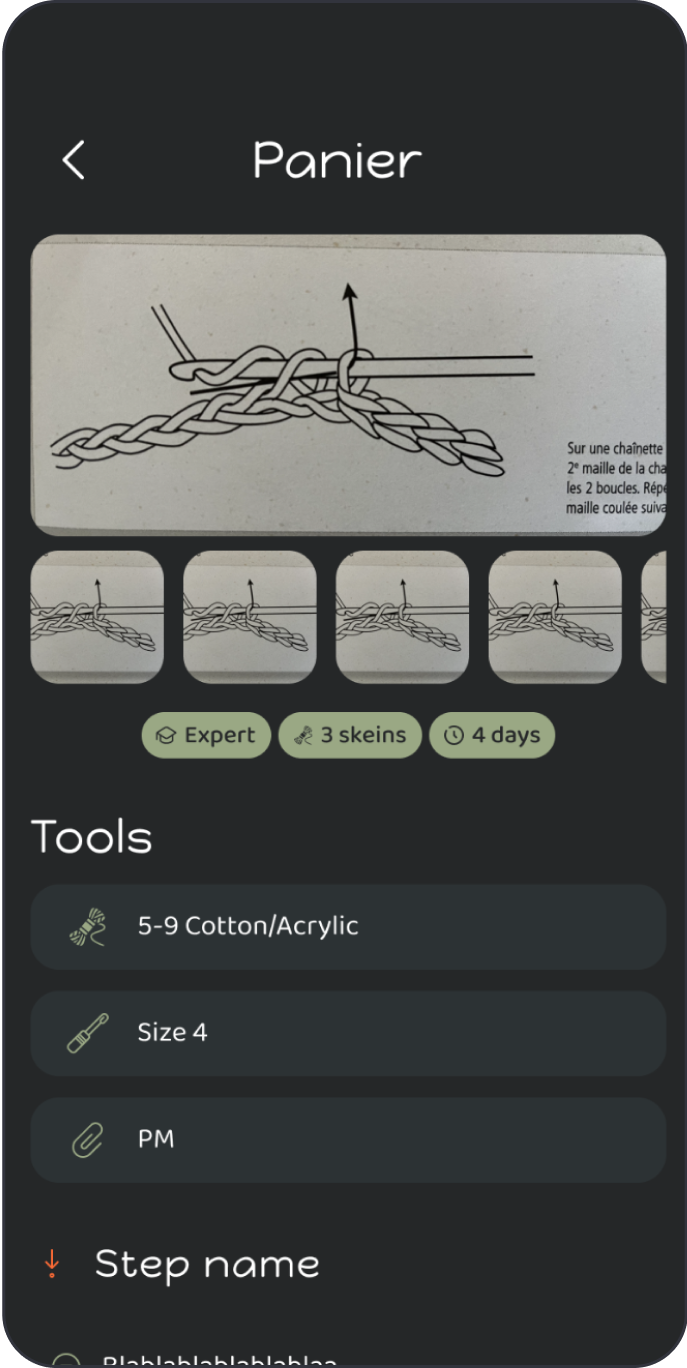 Panier
Sur une chaînette
2e maille de la cha
les 2 boucles. Répé
maille coulée suiva
Expert
3 skeins
4 days
Tools
5-9 Cotton/Acrylic
Size 4
PM
Step name
Blablablablablablaa